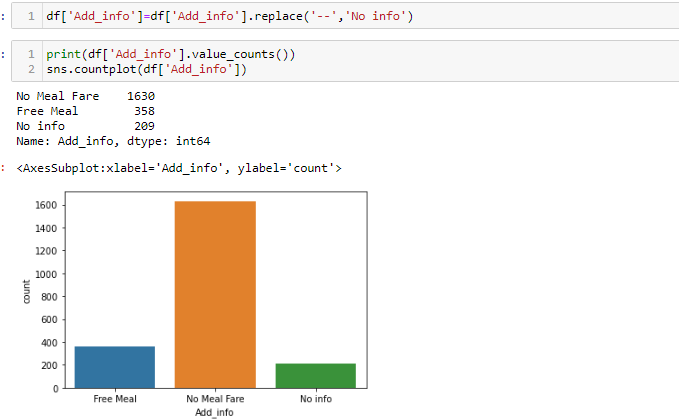 1 df['Add_info']=df['Add_info'].replace('--','No info')
1 print(df['Add_info'].value_counts())
2 sns.countplot(df['Add_info'])
No Meal Fare    1630
Free Meal        358
No info          209
Name: Add_info, dtype: int64
<AxesSubplot:xlabel='Add_info', ylabel='count'>
1600
1400
1200
1000
800
600
400
200
0
count
Free Meal No Meal Fare No info
Add_info